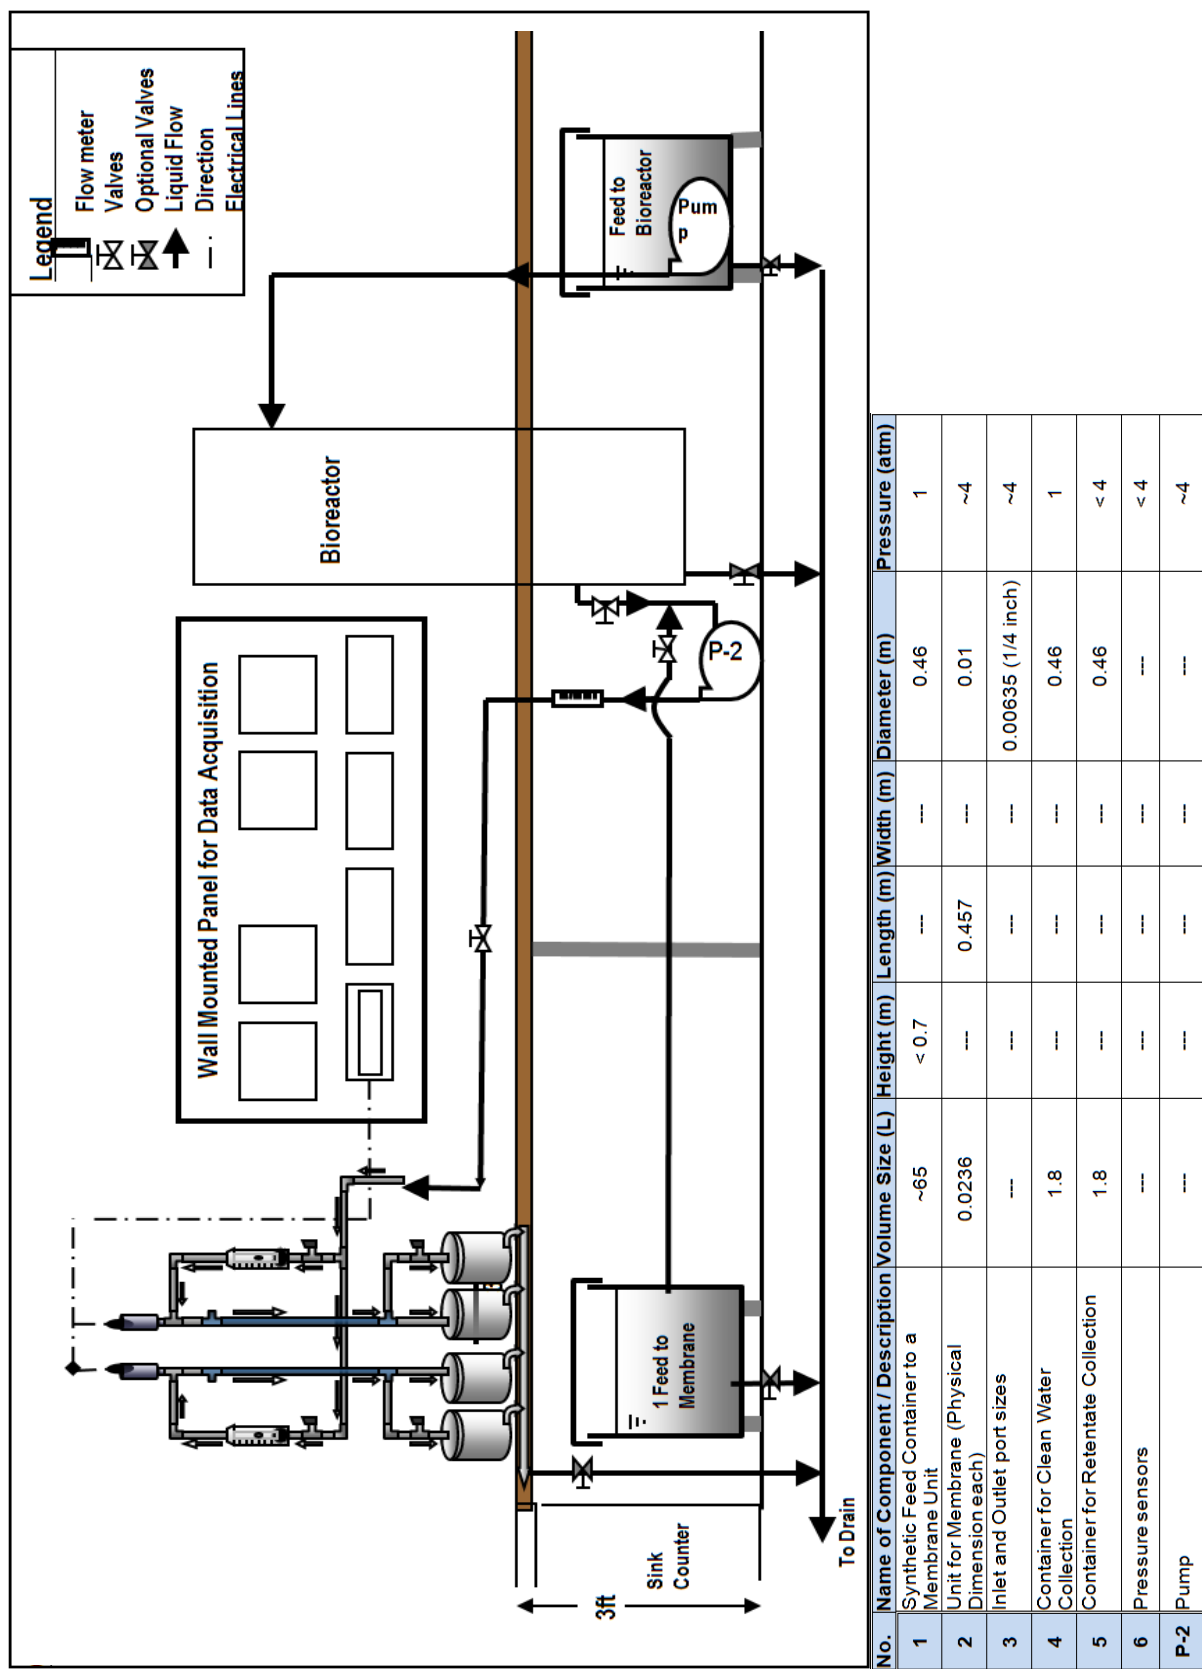 Legend
Flow meter
Valves
Optional Valves
Liquid Flow
Direction
Electrical Lines
Wall Mounted Panel for Data Acquisition
Bioreactor
Feed to
Bioreactor
Pum
P
P-2
1 Feed to
Membrane
3ft
Sink
Counter
To Drain
No. Name of Component / Description Volume Size (L) Height (m) Length (m) Width (m) Diameter (m) Pressure (atm)
1 Synthetic Feed Container to a ~65 < 0.7 --- --- 0.46 1
Membrane Unit
2 Unit for Membrane (Physical 0.0236 --- 0.457 --- 0.01 ~4
Dimension each)
3 Inlet and Outlet port sizes --- --- --- --- 0.00635 (1/4 inch) ~4
4 Container for Clean Water 1.8 --- --- --- 0.46 1
Collection
5 Container for Retentate Collection 1.8 --- --- --- 0.46 < 4
6 Pressure sensors --- --- --- --- --- < 4
P-2 Pump --- --- --- --- --- ~4